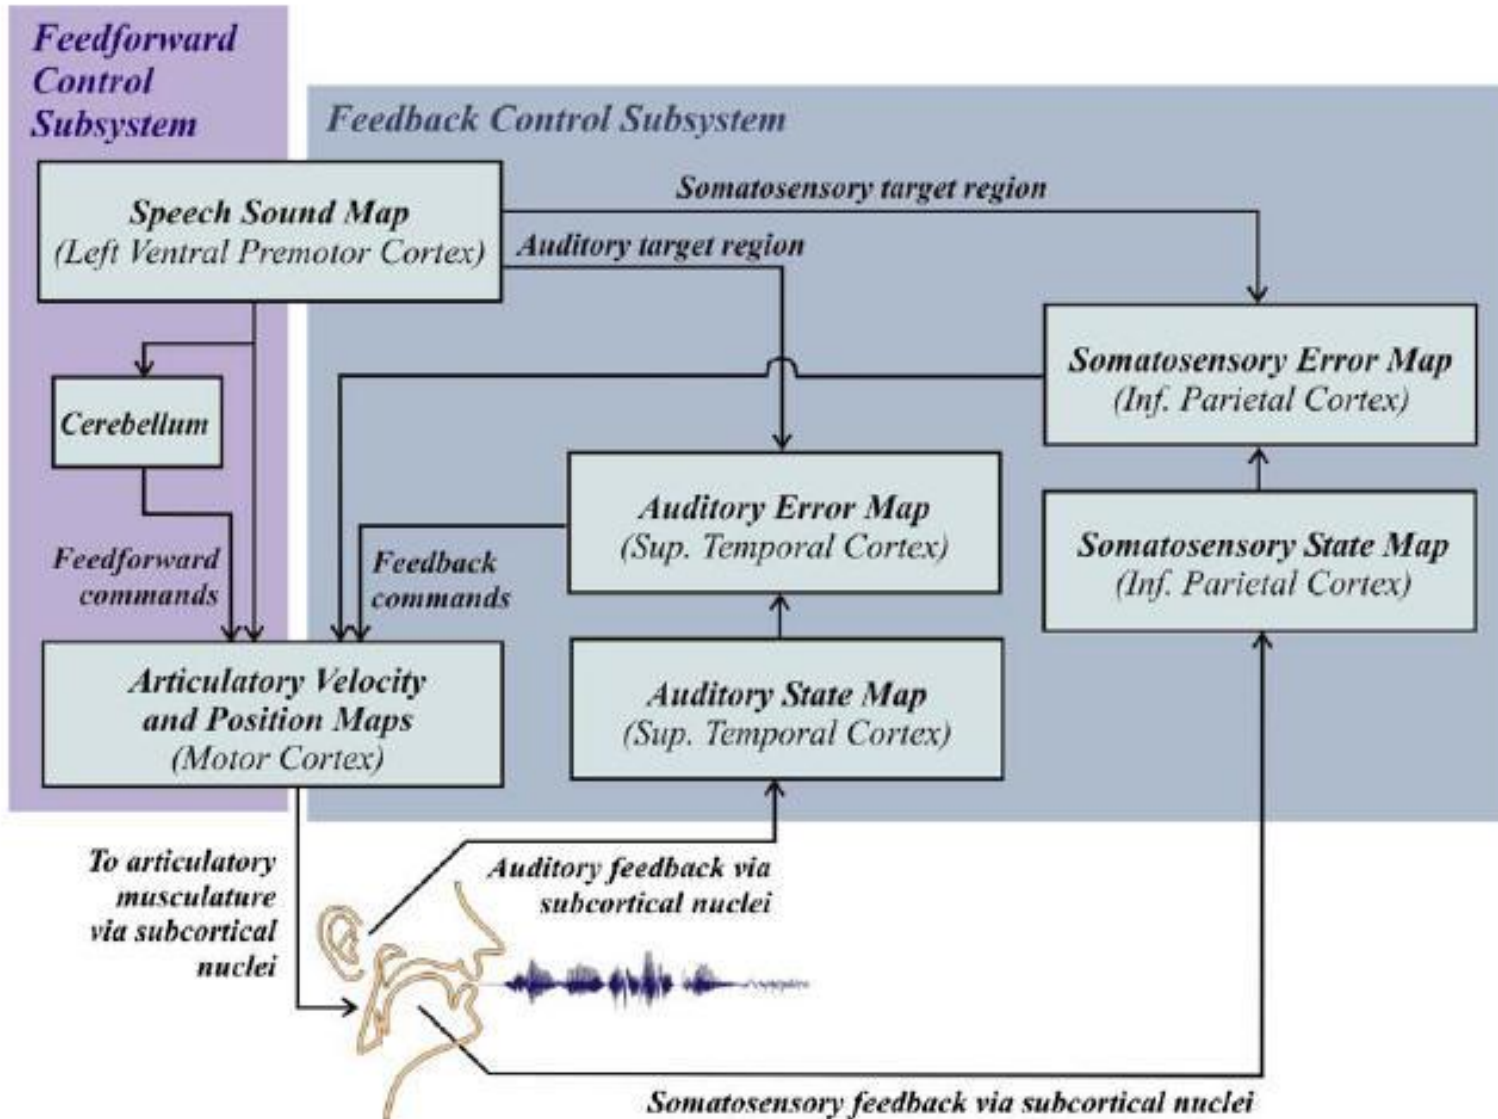 Feedforward
Control
Subsystem
Feedback Control Subsystem
Speech Sound Map
(Left Ventral Premotor Cortex)
Somatosensory target region
Auditory target region
Somatosensory Error Map
(Inf. Parietal Cortex)
Cerebellum
Auditory Error Map
(Sup. Temporal Cortex)
Somatosensory State Map
(Inf. Parietal Cortex)
Feedforward
commands
Feedback
commands
Articulatory Velocity
and Position Maps
(Motor Cortex)
Auditory State Map
(Sup. Temporal Cortex)
To articulatory
musculature
via subcortical
nuclei
Auditory feedback via
subcortical nuclei
Somatosensory feedback via subcortical nuclei